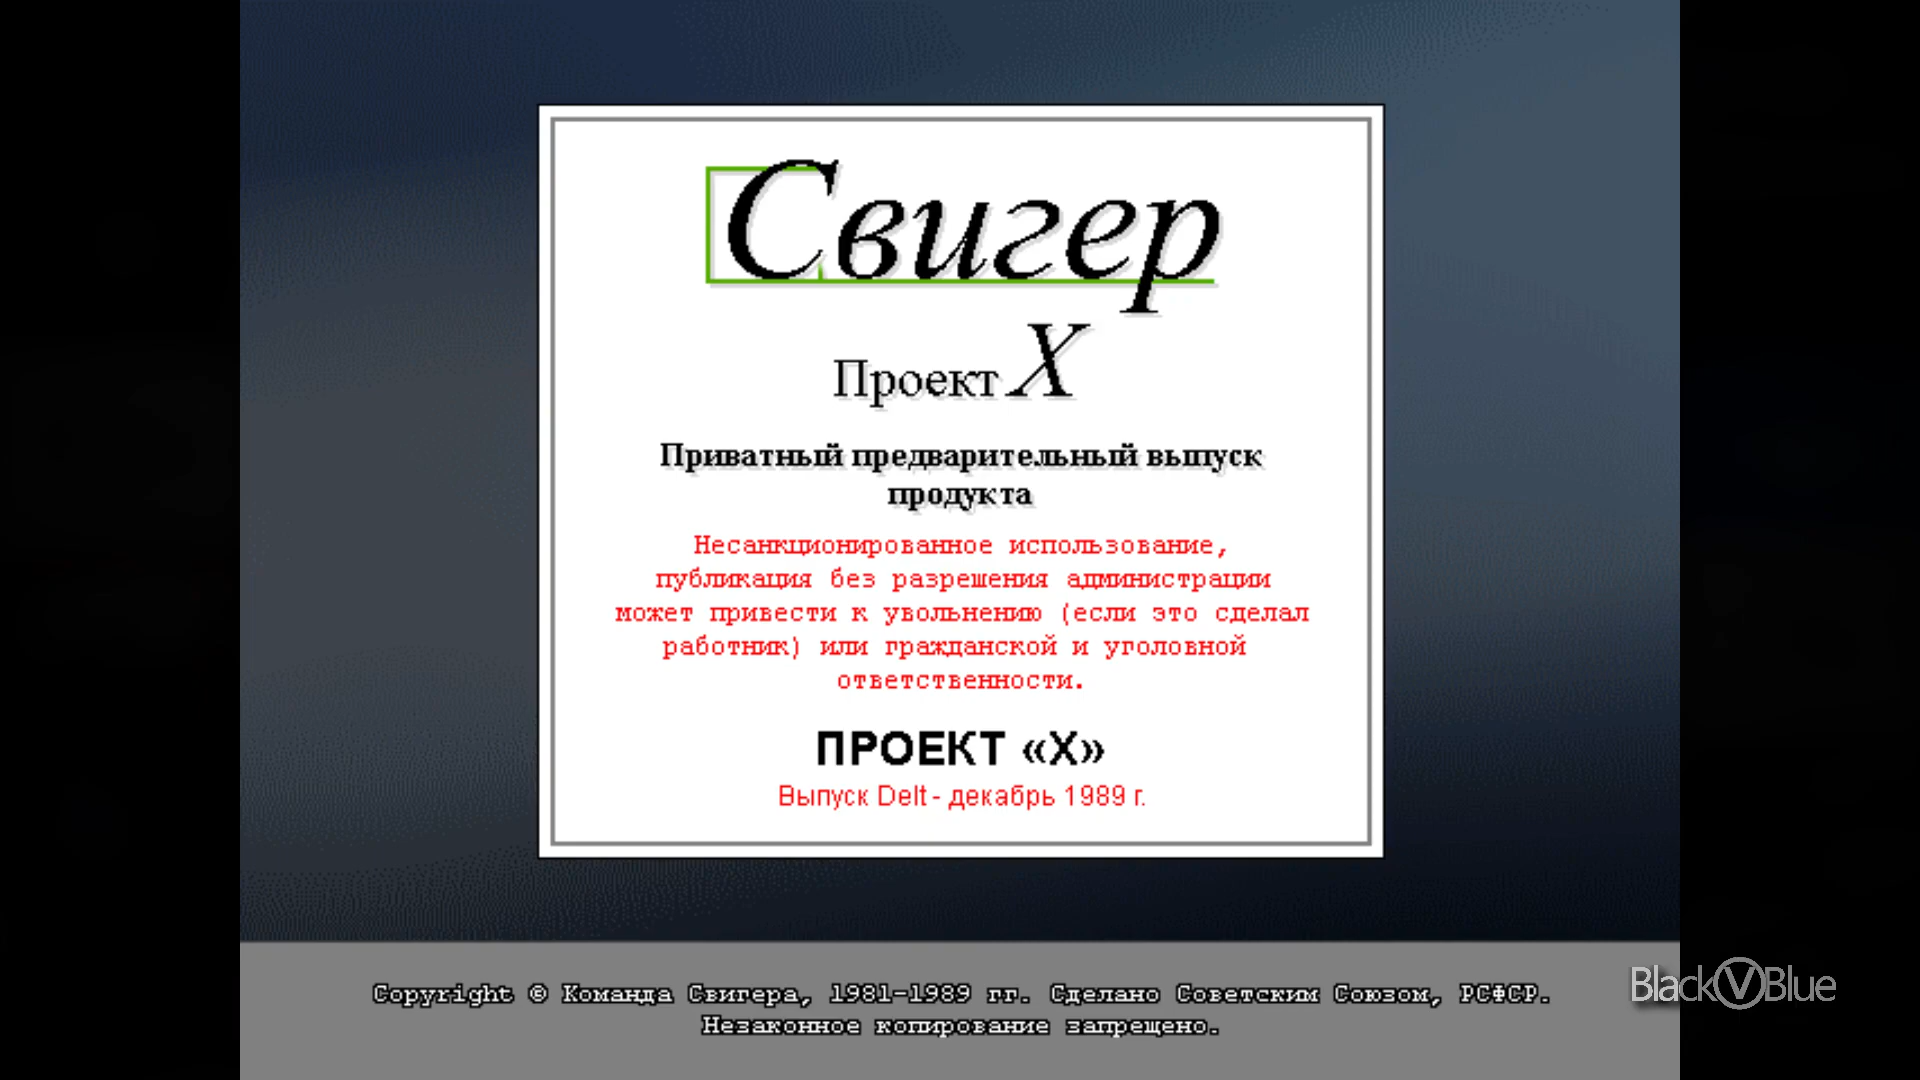 Свигер
Проект X
Приватный предварительный выпуск
продукта
Несанкционированное использование,
публикация без разрешения администрации
может привести к увольнению (если это сделал
работник) или гражданской и уголовной
ответственности.
ПРОЕКТ «X»
Выпуск Delt - декабрь 1989 г.
Copyright © Команда Свигера, 1981-1989 гг. Сделано Советским Союзом, РСФСР.
Незаконное копирование запрещено.
BlackVBlue